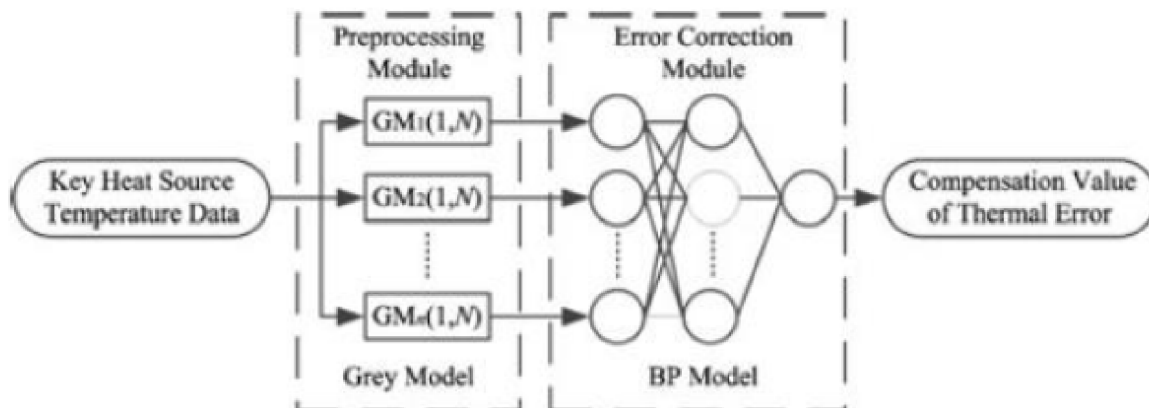 Preprocessing
Module
Error Correction
Module
GM₁(1,N)
Key Heat Source
Temperature Data
GM₂(1,N)
Compensation Value
of Thermal Error
GMₙ(1,N)
Grey Model
BP Model